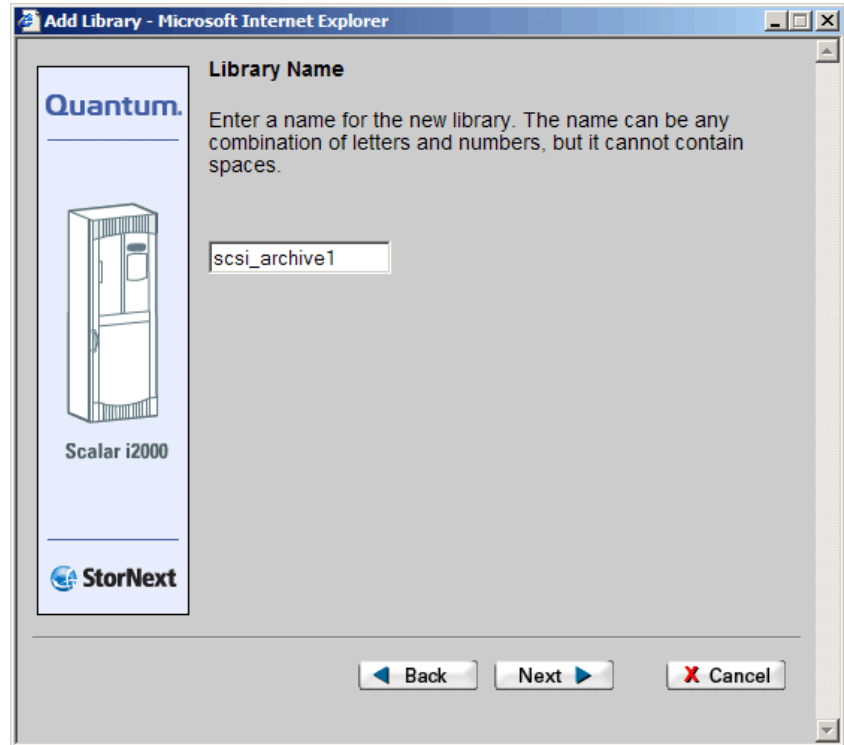 Add Library - Microsoft Internet Explorer
Library Name
Quantum.
Enter a name for the new library. The name can be any
combination of letters and numbers, but it cannot contain
spaces.
scsi_archive1
Scalar i2000
StorNext
Back
Next
X Cancel